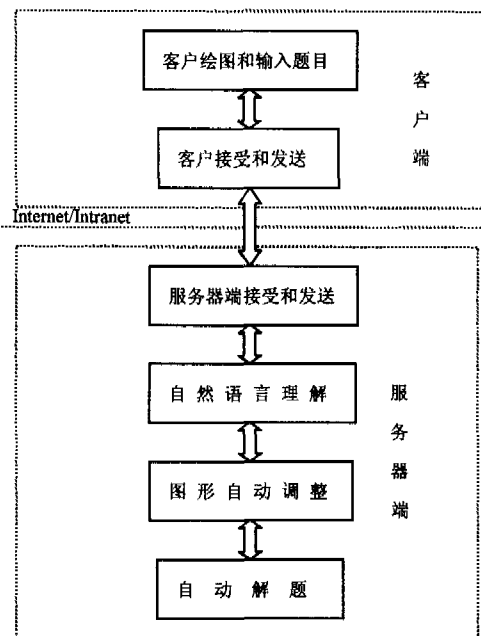 客户绘图和输入题目
客户接受和发送
客户端
Internet/Intranet
服务器端接受和发送
自然语言理解
图形自动调整
自动解题
服务器端